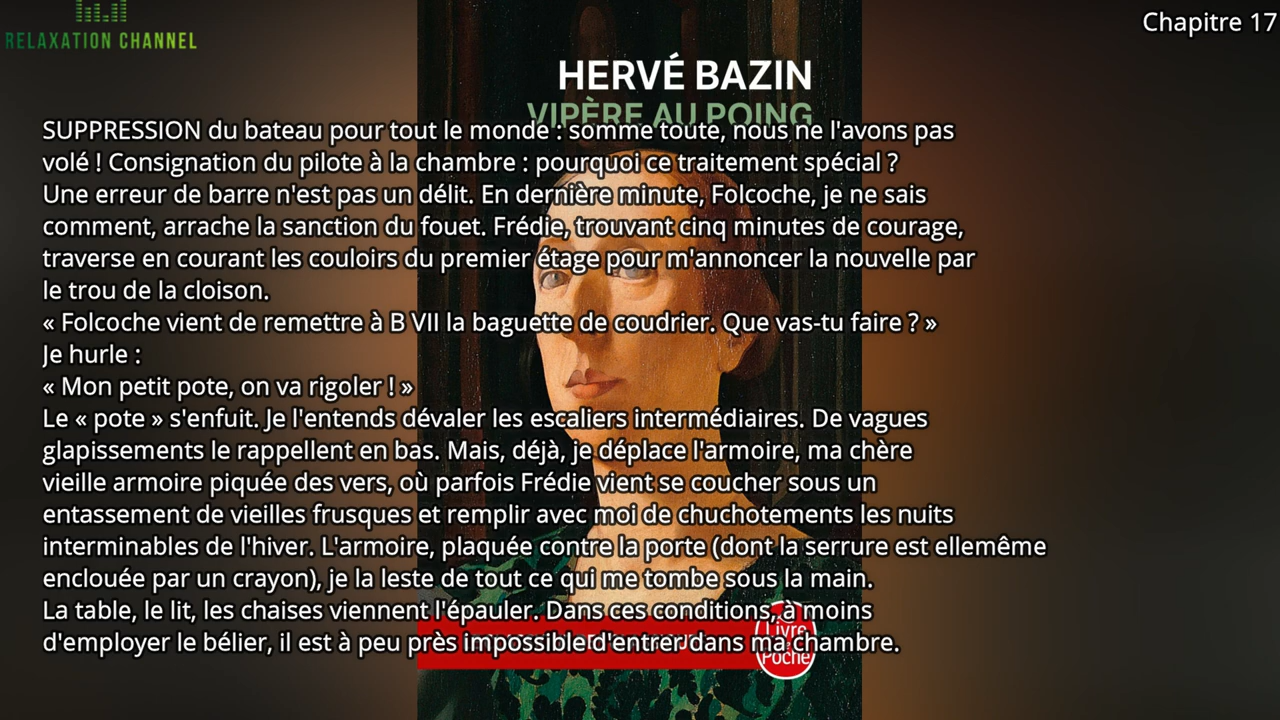 RELAXATION CHANNEL
Chapitre 17
HERVÉ BAZIN
VIPÈRE AU POING
SUPPRESSION du bateau pour tout le monde : somme toute, nous ne l'avons pas
volé ! Consignation du pilote à la chambre : pourquoi ce traitement spécial ?
Une erreur de barre n'est pas un délit. En dernière minute, Folcoche, je ne sais
comment, arrache la sanction du fouet. Frédie, trouvant cinq minutes de courage,
traverse en courant les couloirs du premier étage pour m'annoncer la nouvelle par
le trou de la cloison.
« Folcoche vient de remettre à B VII la baguette de coudrier. Que vas-tu faire ? »
Je hurle :
« Mon petit pote, on va rigoler ! »
Le « pote » s'enfuit. Je l'entends dévaler les escaliers intermédiaires. De vagues
glapissements le rappellent en bas. Mais, déjà, je déplace l'armoire, ma chère
vieille armoire piquée des vers, où parfois Frédie vient se coucher sous un
entassement de vieilles frusques et remplir avec moi de chuchotements les nuits
interminables de l'hiver. L'armoire, plaquée contre la porte (dont la serrure est ellemême
enclouée par un crayon), je la leste de tout ce qui me tombe sous la main.
La table, le lit, les chaises viennent l'épauler. Dans ces conditions, à moins
d'employer le bélier, il est à peu près impossible d'entrer dans ma chambre.
Livre
Poche